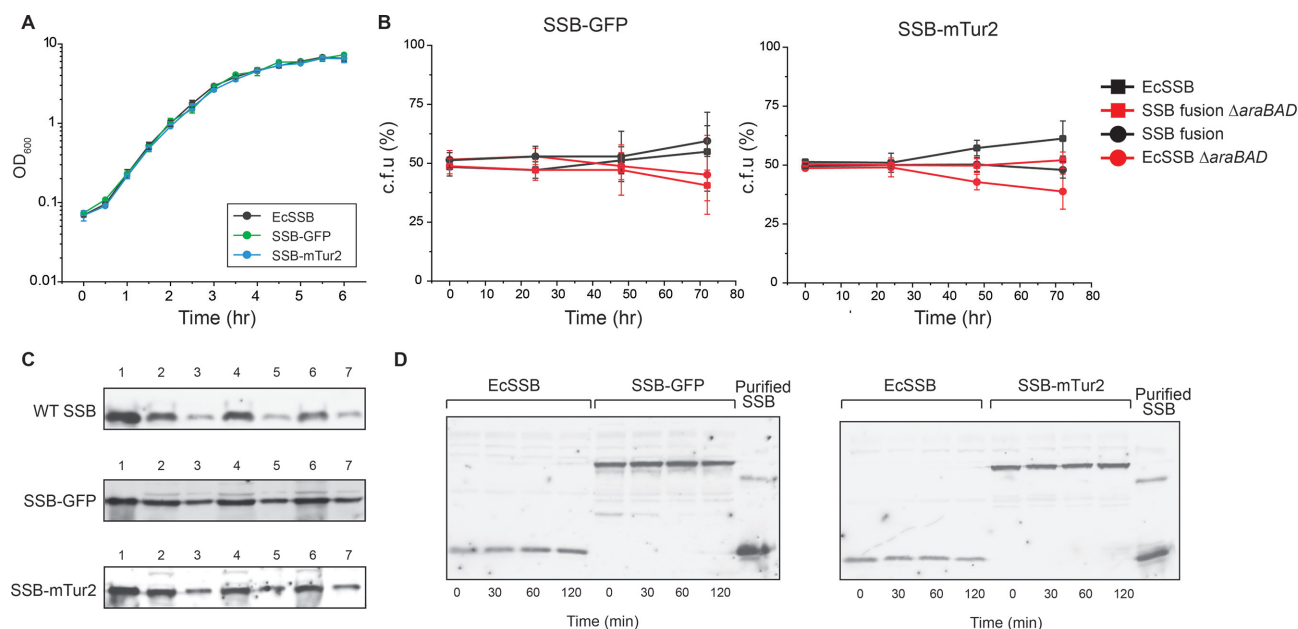 A
OD600
10
1
0.1
0.01
0 1 2 3 4 5 6
Time (hr)
EcSSB
SSB-GFP
SSB-mTur2
B
SSB-GFP
c.f.u (%)
100
75
50
25
0
0 10 20 30 40 50 60 70 80
Time (hr)
SSB-mTur2
c.f.u (%)
100
75
50
25
0
0 10 20 30 40 50 60 70 80
Time (hr)
EcSSB
SSB fusion ΔaraBAD
SSB fusion
EcSSB ΔaraBAD
C
1 2 3 4 5 6 7
WT SSB
1 2 3 4 5 6 7
SSB-GFP
1 2 3 4 5 6 7
SSB-mTur2
D
EcSSB SSB-GFP Purified SSB
0 30 60 120 0 30 60 120
Time (min)
EcSSB SSB-mTur2 Purified SSB
0 30 60 120 0 30 60 120
Time (min)